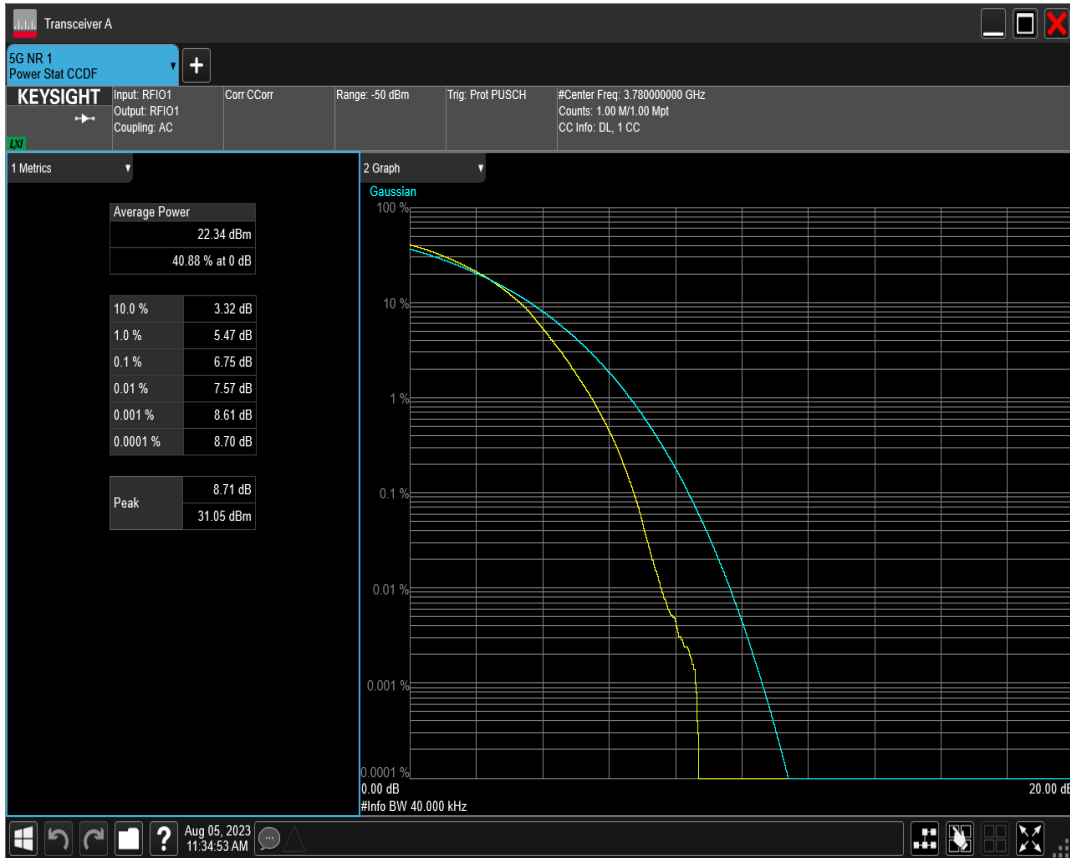 Transceiver A
5G NR 1
Power Stat CCDF
+
KEYSIGHT
LXI
Input: RFIO1
Output: RFIO1
Coupling: AC
Corr CCorr
Range: -50 dBm
Trig: Prot PUSCH
#Center Freq: 3.780000000 GHz
Counts: 1.00 M/1.00 Mpt
CC Info: DL, 1 CC
1 Metrics
Average Power
22.34 dBm
40.88 % at 0 dB
10.0 % 3.32 dB
1.0 % 5.47 dB
0.1 % 6.75 dB
0.01 % 7.57 dB
0.001 % 8.61 dB
0.0001 % 8.70 dB
Peak
8.71 dB
31.05 dBm
2 Graph
Gaussian
100 %
10 %
1 %
0.1 %
0.01 %
0.001 %
0.0001 %
0.00 dB 20.00 dB
#Info BW 40.000 kHz
?
Aug 05, 2023
11:34:53 AM